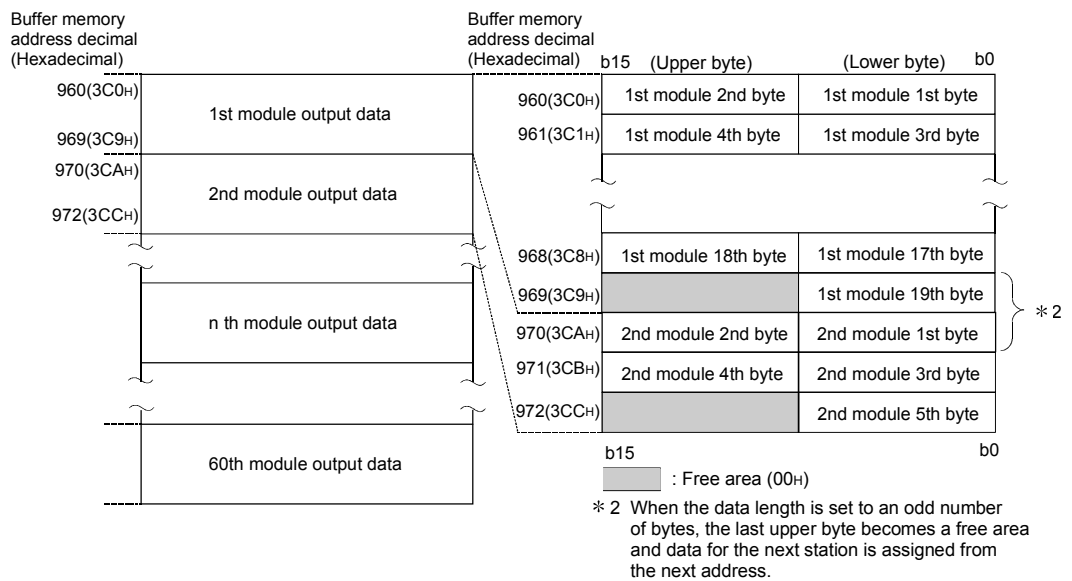 Buffer memory
address decimal
(Hexadecimal)
960(3C0H)
1st module output data
969(3C9H)
970(3CAH)
2nd module output data
972(3CCH)
n th module output data
60th module output data
Buffer memory
address decimal
(Hexadecimal)
b15 (Upper byte) (Lower byte) b0
960(3C0H) 1st module 2nd byte 1st module 1st byte
961(3C1H) 1st module 4th byte 1st module 3rd byte
968(3C8H) 1st module 18th byte 1st module 17th byte
969(3C9H) 1st module 19th byte
＊2
970(3CAH) 2nd module 2nd byte 2nd module 1st byte
971(3CBH) 2nd module 4th byte 2nd module 3rd byte
972(3CCH) 2nd module 5th byte
b15 b0
: Free area (00H)
＊2 When the data length is set to an odd number
of bytes, the last upper byte becomes a free area
and data for the next station is assigned from
the next address.